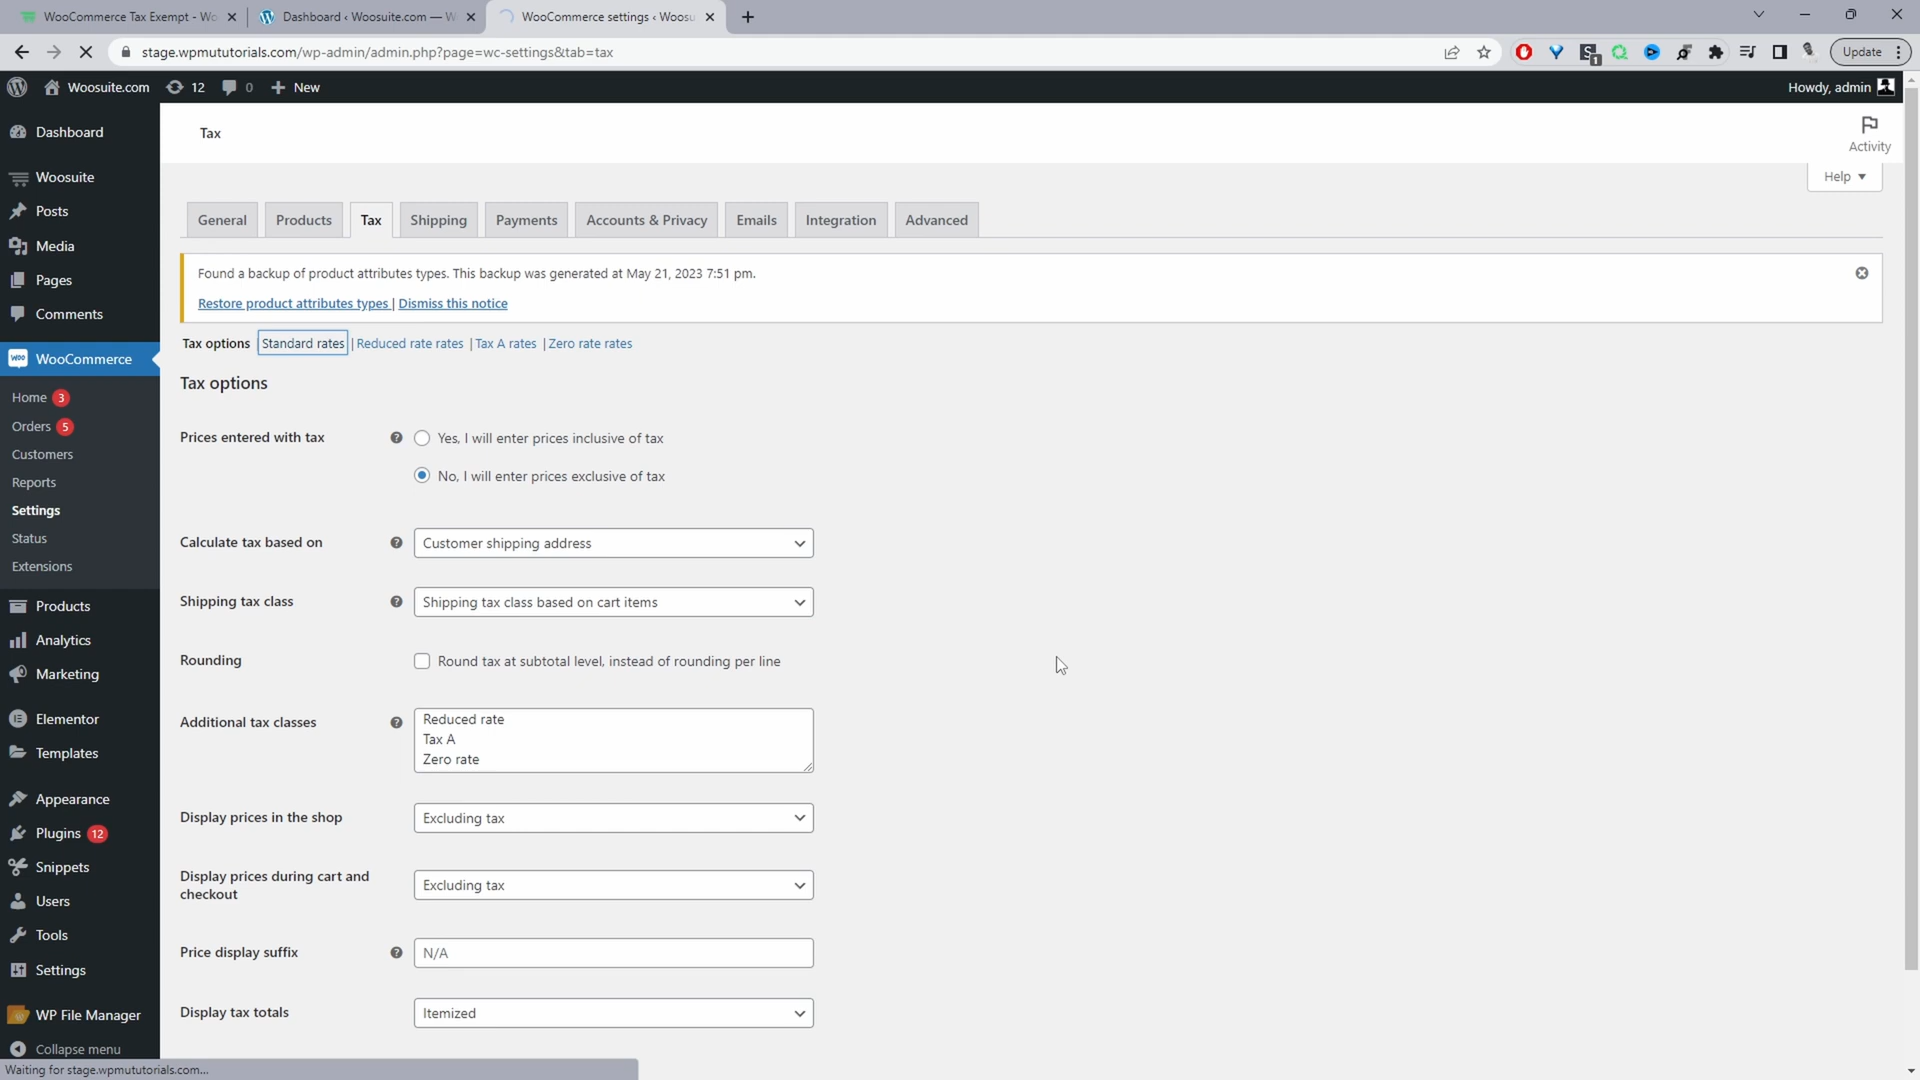 WooCommerce Tax Exempt - Wo
Dashboard ‹ Woosuite.com — W
WooCommerce settings ‹ Woosu
stage.wpmututorials.com/wp-admin/admin.php?page=wc-settings&tab=tax
Update
Woosuite.com
12
0
New
Howdy, admin
Dashboard
Woosuite
Posts
Media
Pages
Comments
WooCommerce
Home 3
Orders 5
Customers
Reports
Settings
Status
Extensions
Products
Analytics
Marketing
Elementor
Templates
Appearance
Plugins 12
Snippets
Users
Tools
Settings
WP File Manager
Collapse menu
Tax
Activity
Help
General
Products
Tax
Shipping
Payments
Accounts & Privacy
Emails
Integration
Advanced
Found a backup of product attributes types. This backup was generated at May 21, 2023 7:51 pm.
Restore product attributes types | Dismiss this notice
Tax options Standard rates | Reduced rate rates | Tax A rates | Zero rate rates
Tax options
Prices entered with tax
Yes, I will enter prices inclusive of tax
No, I will enter prices exclusive of tax
Calculate tax based on
Customer shipping address
Shipping tax class
Shipping tax class based on cart items
Rounding
Round tax at subtotal level, instead of rounding per line
Additional tax classes
Reduced rate
Tax A
Zero rate
Display prices in the shop
Excluding tax
Display prices during cart and
checkout
Excluding tax
Price display suffix
N/A
Display tax totals
Itemized
Waiting for stage.wpmututorials.com...